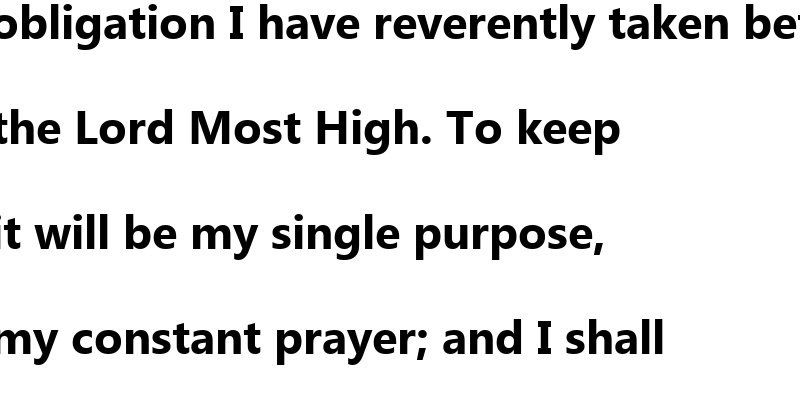 obligation I have reverently taken
the Lord Most High. To keep
it will be my single purpose,
my constant prayer; and I shall